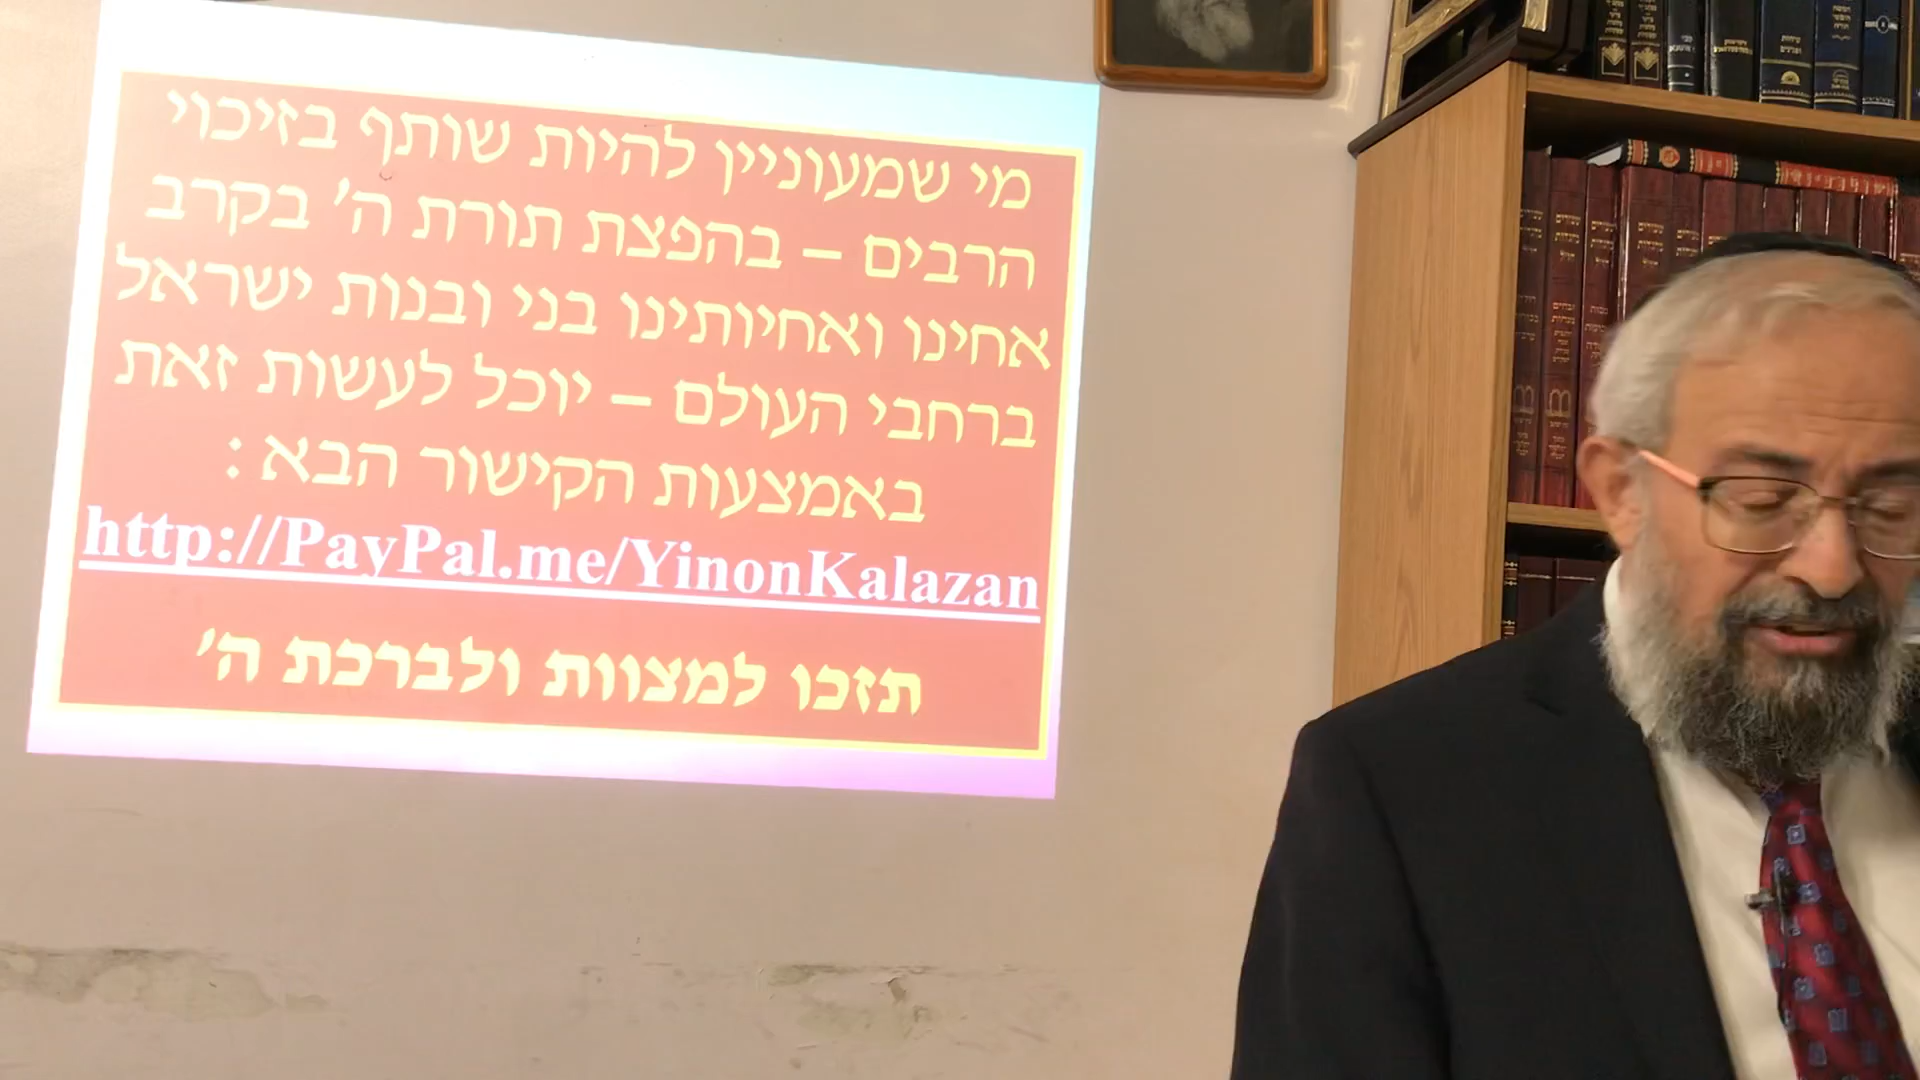 מי שמעוניין להיות שותף בזיכוי
הרבים – בהפצת תורת ה' בקרב
אחינו ואחיותינו בני ובנות ישראל
ברחבי העולם – יוכל לעשות זאת
באמצעות הקישור הבא :
http://PayPal.me/YinonKalazan
תזכו למצוות ולברכת ה'